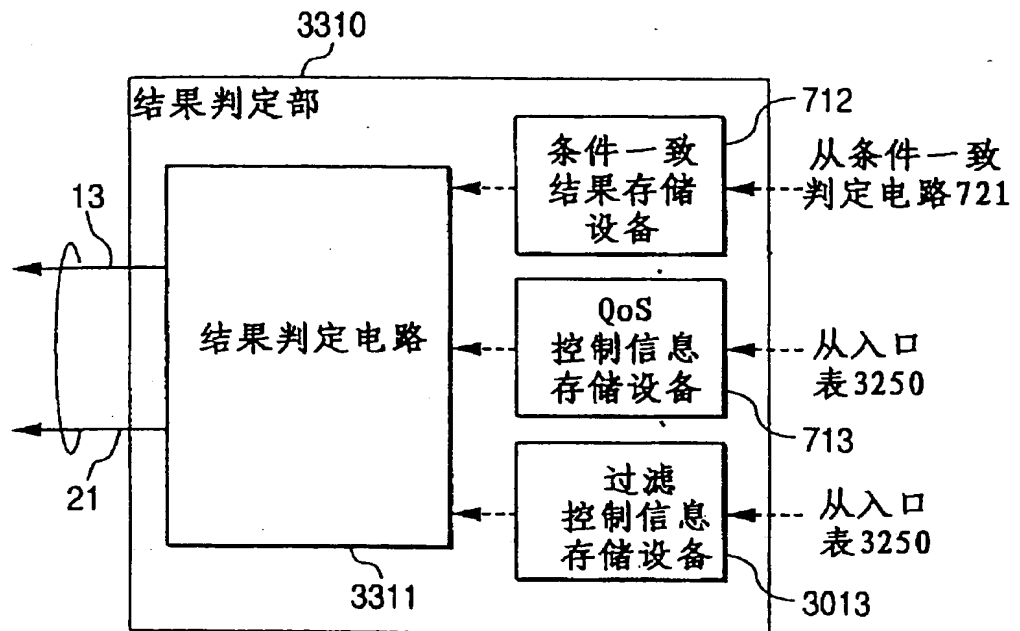 3310
结果判定部
712
条件一致
结果存储
设备
从条件一致
判定电路721
13
结果判定电路
QoS
控制信息
存储设备
从入口
表3250
713
21
过滤
控制信息
存储设备
从入口
表3250
3311
3013